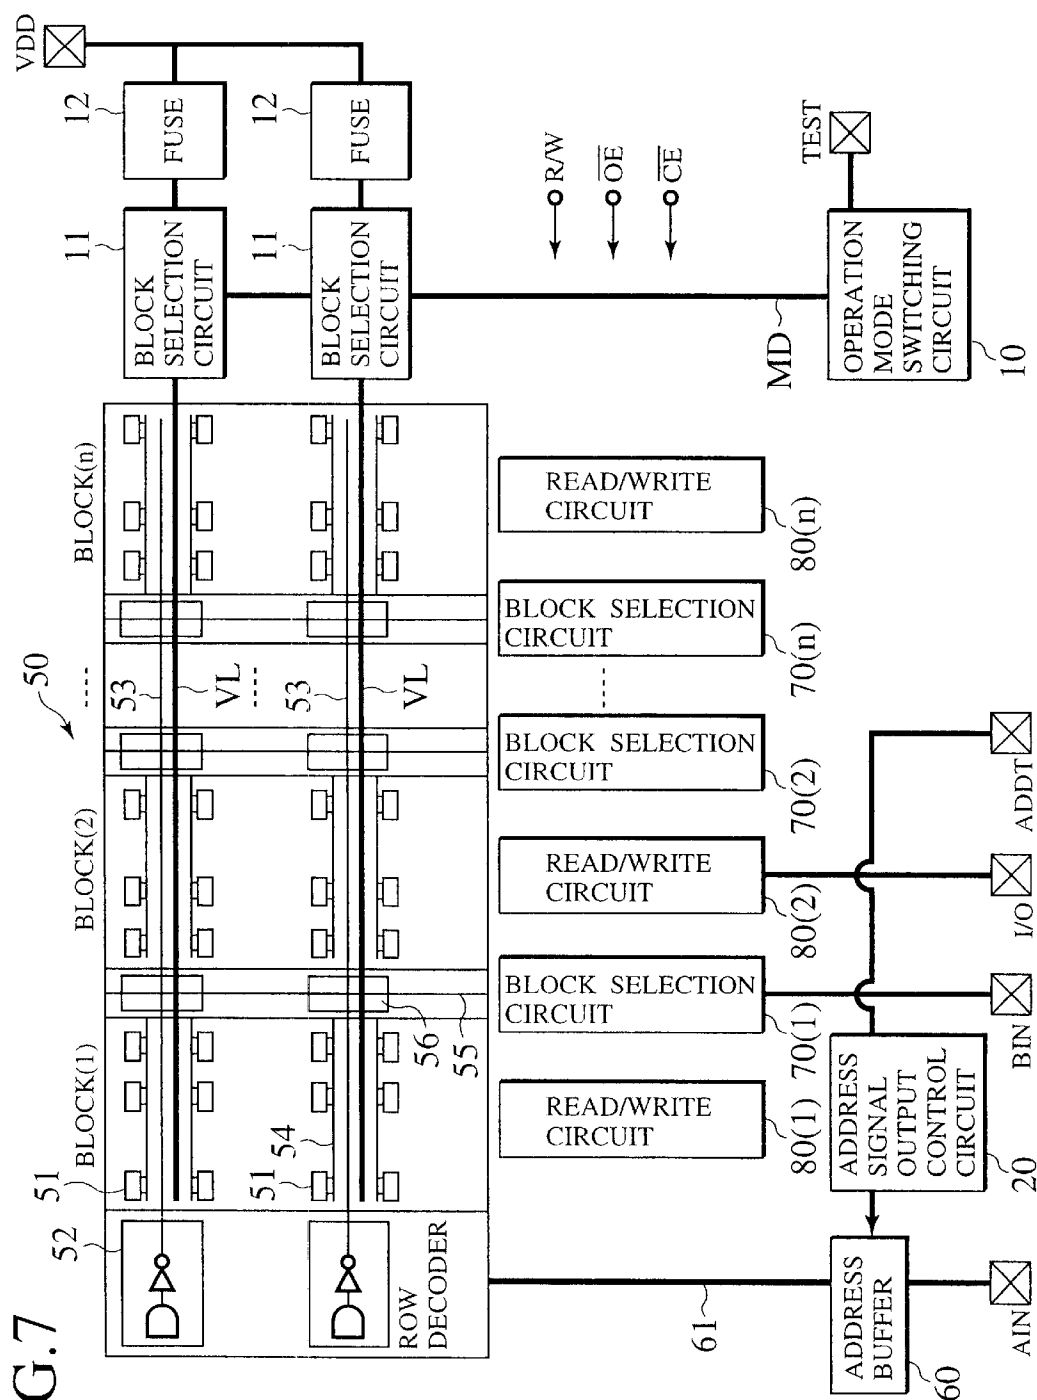 G.7
50
BLOCK(1)
BLOCK(2)
....
BLOCK(n)
VDD
51
52
53
VL
11
BLOCK
SELECTION
CIRCUIT
12
FUSE
....
51
54
53
VL
11
BLOCK
SELECTION
CIRCUIT
12
FUSE
ROW
DECODER
56
55
R/W
OE
CE
READ/WRITE
CIRCUIT
80(1)
BLOCK SELECTION
CIRCUIT
70(1)
READ/WRITE
CIRCUIT
80(2)
BLOCK SELECTION
CIRCUIT
70(2)
....
BLOCK SELECTION
CIRCUIT
70(n)
READ/WRITE
CIRCUIT
80(n)
61
MD
ADDRESS
BUFFER
60
ADDRESS
SIGNAL
OUTPUT
CONTROL
CIRCUIT
20
OPERATION
MODE
SWITCHING
CIRCUIT
10
TEST
AIN
BIN
I/O
ADDT